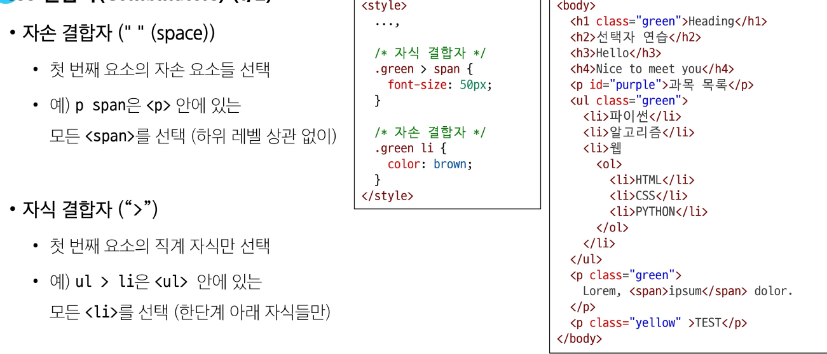 • 자손 결합자 (" " (space))
• 첫 번째 요소의 자손 요소들 선택
• 예) p span은 <p> 안에 있는
모든 <span>를 선택 (하위 레벨 상관 없이)
• 자식 결합자 (“>”)
• 첫 번째 요소의 직계 자식만 선택
• 예) ul > li은 <ul> 안에 있는
모든 <li>를 선택 (한단계 아래 자식들만)
<style>
...,
/* 자식 결합자 */
.green > span {
font-size: 50px;
}
/* 자손 결합자 */
.green li {
color: brown;
}
</style>
<body>
<h1 class="green">Heading</h1>
<h2>선택자 연습</h2>
<h3>Hello</h3>
<h4>Nice to meet you</h4>
<p id="purple">과목 목록</p>
<ul class="green">
<li>파이썬</li>
<li>알고리즘</li>
<li>웹
<ol>
<li>HTML</li>
<li>CSS</li>
<li>PYTHON</li>
</ol>
</li>
</ul>
<p class="green">
Lorem, <span>ipsum</span> dolor.
</p>
<p class="yellow" >TEST</p>
</body>